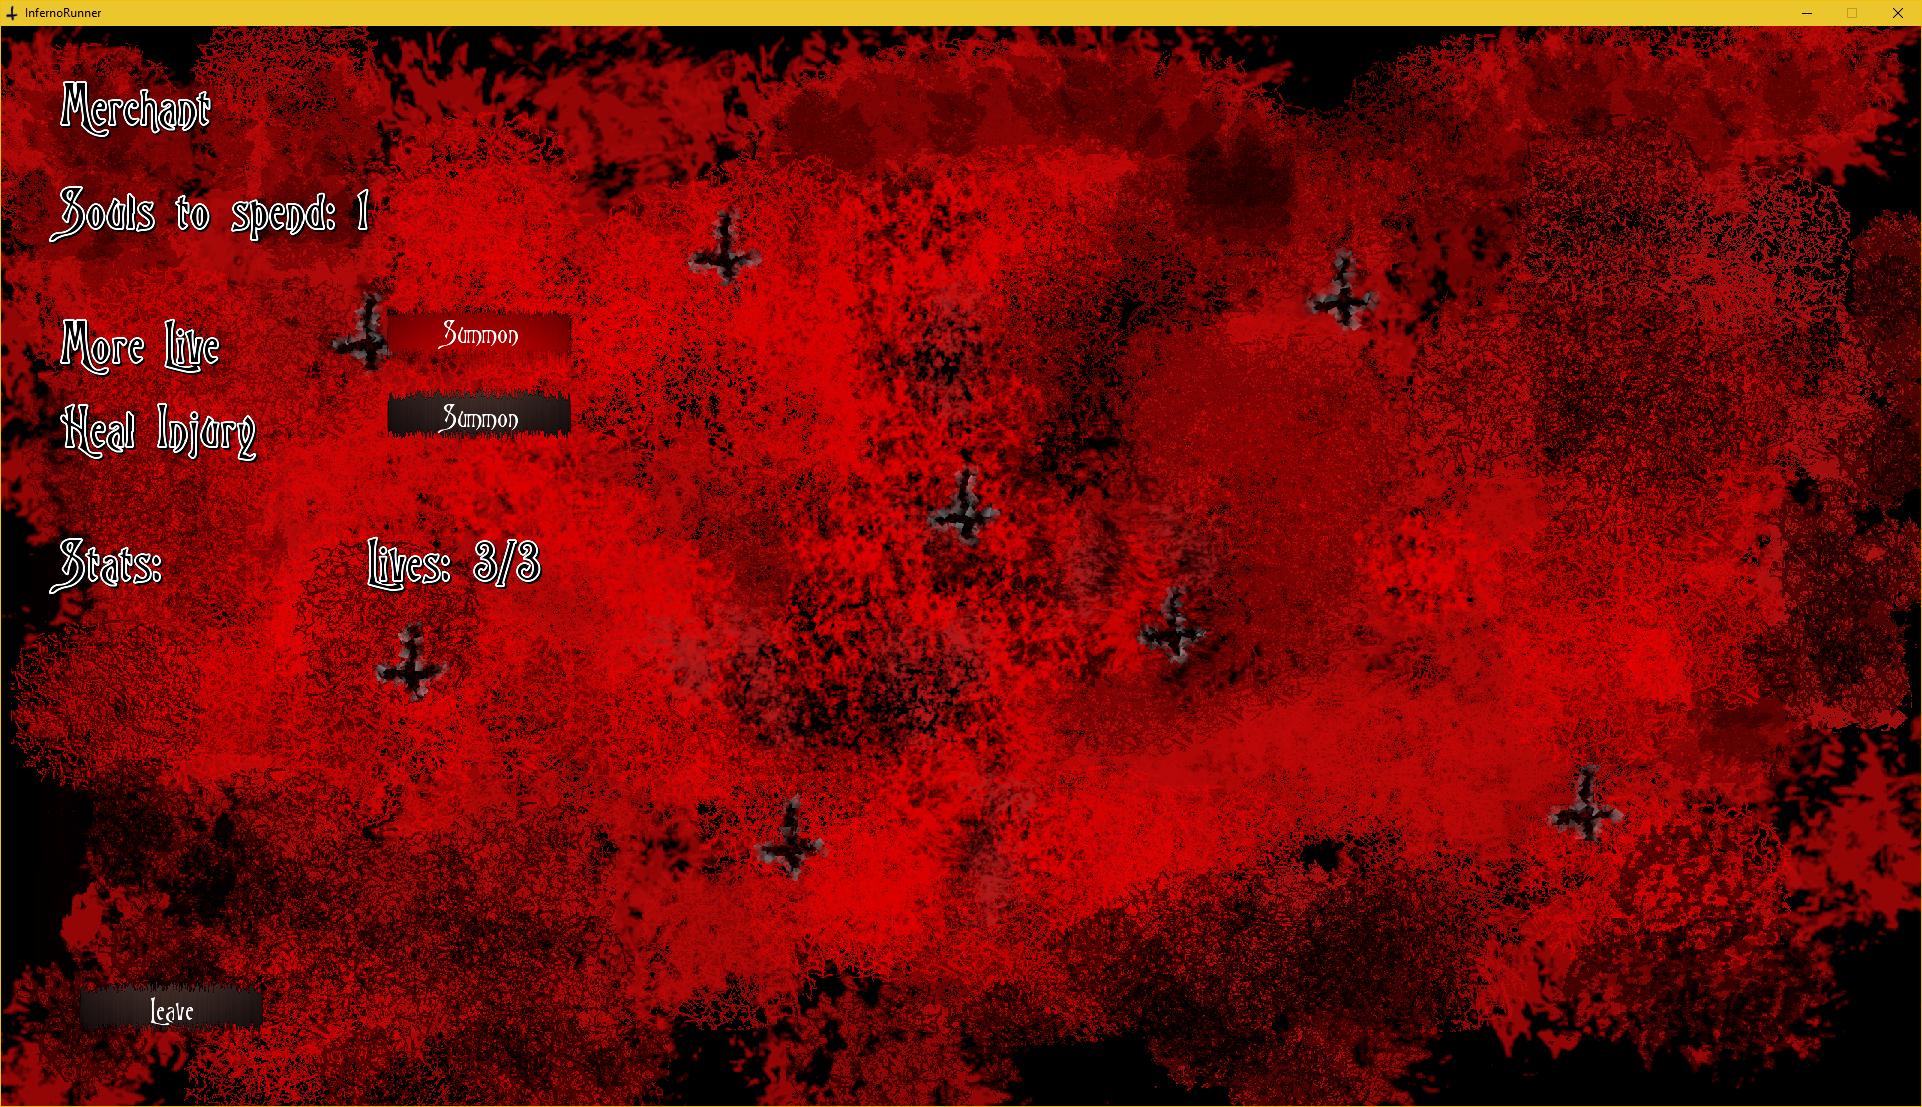 InfernoRunner
Merchant
Souls to spend: 1
More Live Summon
Heal Injury Summon
Stats: Lives: 3/3
Leave